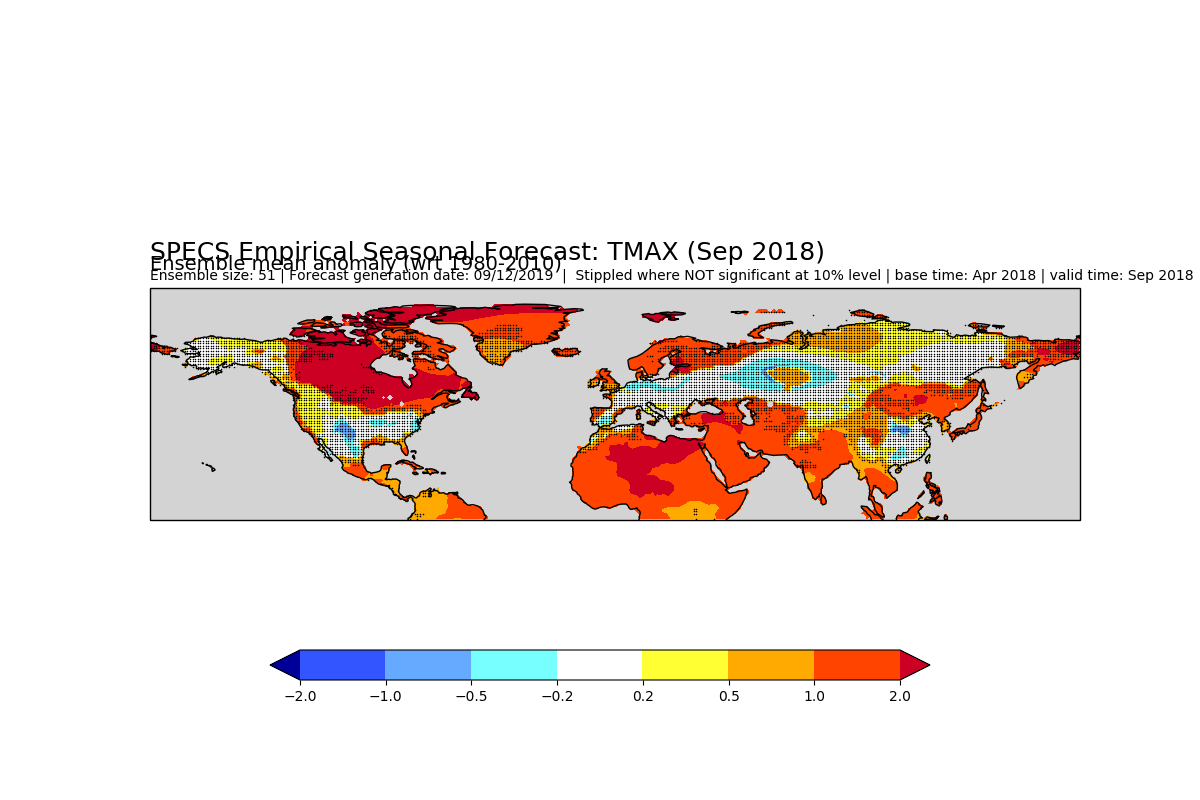 SPECS Empirical Seasonal Forecast: TMAX (Sep 2018)
Ensemble mean anomaly (wrt 1980-2010)
Ensemble size: 51 | Forecast generation date: 09/12/2019 | Stippled where NOT significant at 10% level | base time: Apr 2018 | valid time: Sep 2018
−2.0 −1.0 −0.5 −0.2 0.2 0.5 1.0 2.0